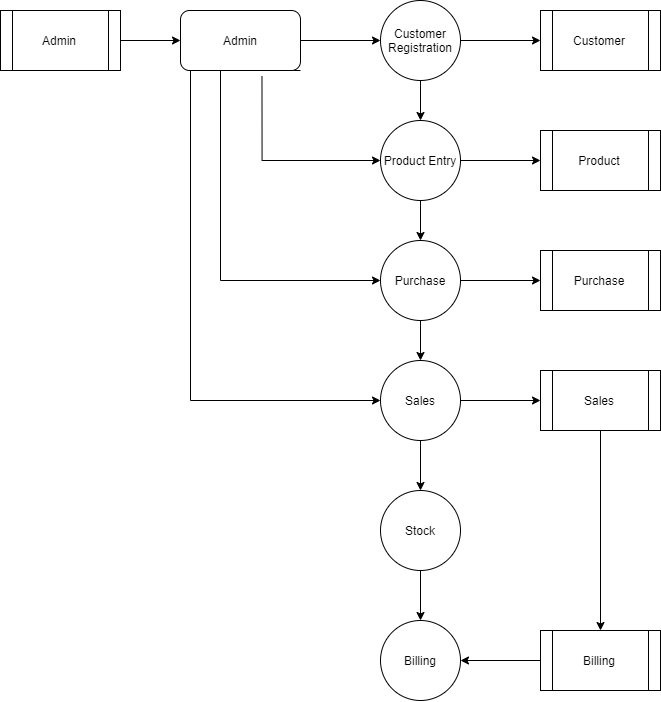 Admin
Admin
Customer
Registration
Customer
Product Entry
Product
Purchase
Purchase
Sales
Sales
Stock
Billing
Billing